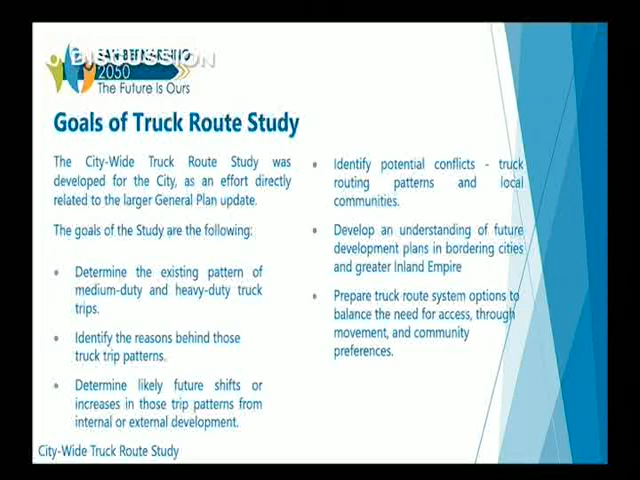 DISCUSSION
SAN BERNARDINO
2050
The Future Is Ours
Goals of Truck Route Study
The City-Wide Truck Route Study was
developed for the City, as an effort directly
related to the larger General Plan update.
The goals of the Study are the following:
• Determine the existing pattern of
medium-duty and heavy-duty truck
trips.
• Identify the reasons behind those
truck trip patterns.
• Determine likely future shifts or
increases in those trip patterns from
internal or external development.
• Identify potential conflicts - truck
routing patterns and local
communities.
• Develop an understanding of future
development plans in bordering cities
and greater Inland Empire
• Prepare truck route system options to
balance the need for access, through
movement, and community
preferences.
City-Wide Truck Route Study